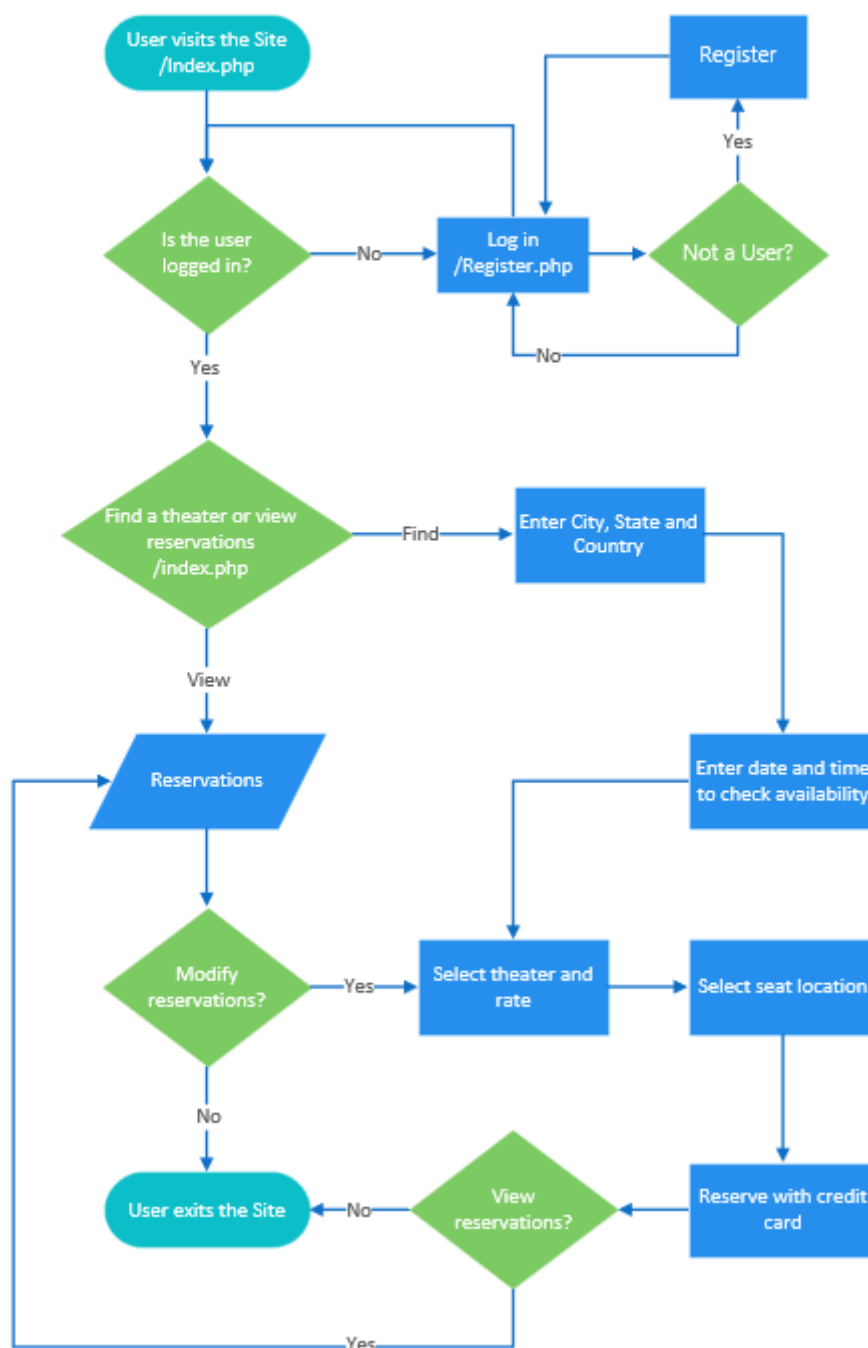 User visits the Site
/Index.php
Register
Yes
Is the user
logged in?
No
Log in
/Register.php
Not a User?
No
Yes
Find a theater or view
reservations
/index.php
Find
Enter City, State and
Country
View
Reservations
Enter date and time
to check availability
Modify
reservations?
Yes
Select theater and
rate
Select seat location
No
User exits the Site
No
View
reservations?
Reserve with credit
card
Yes